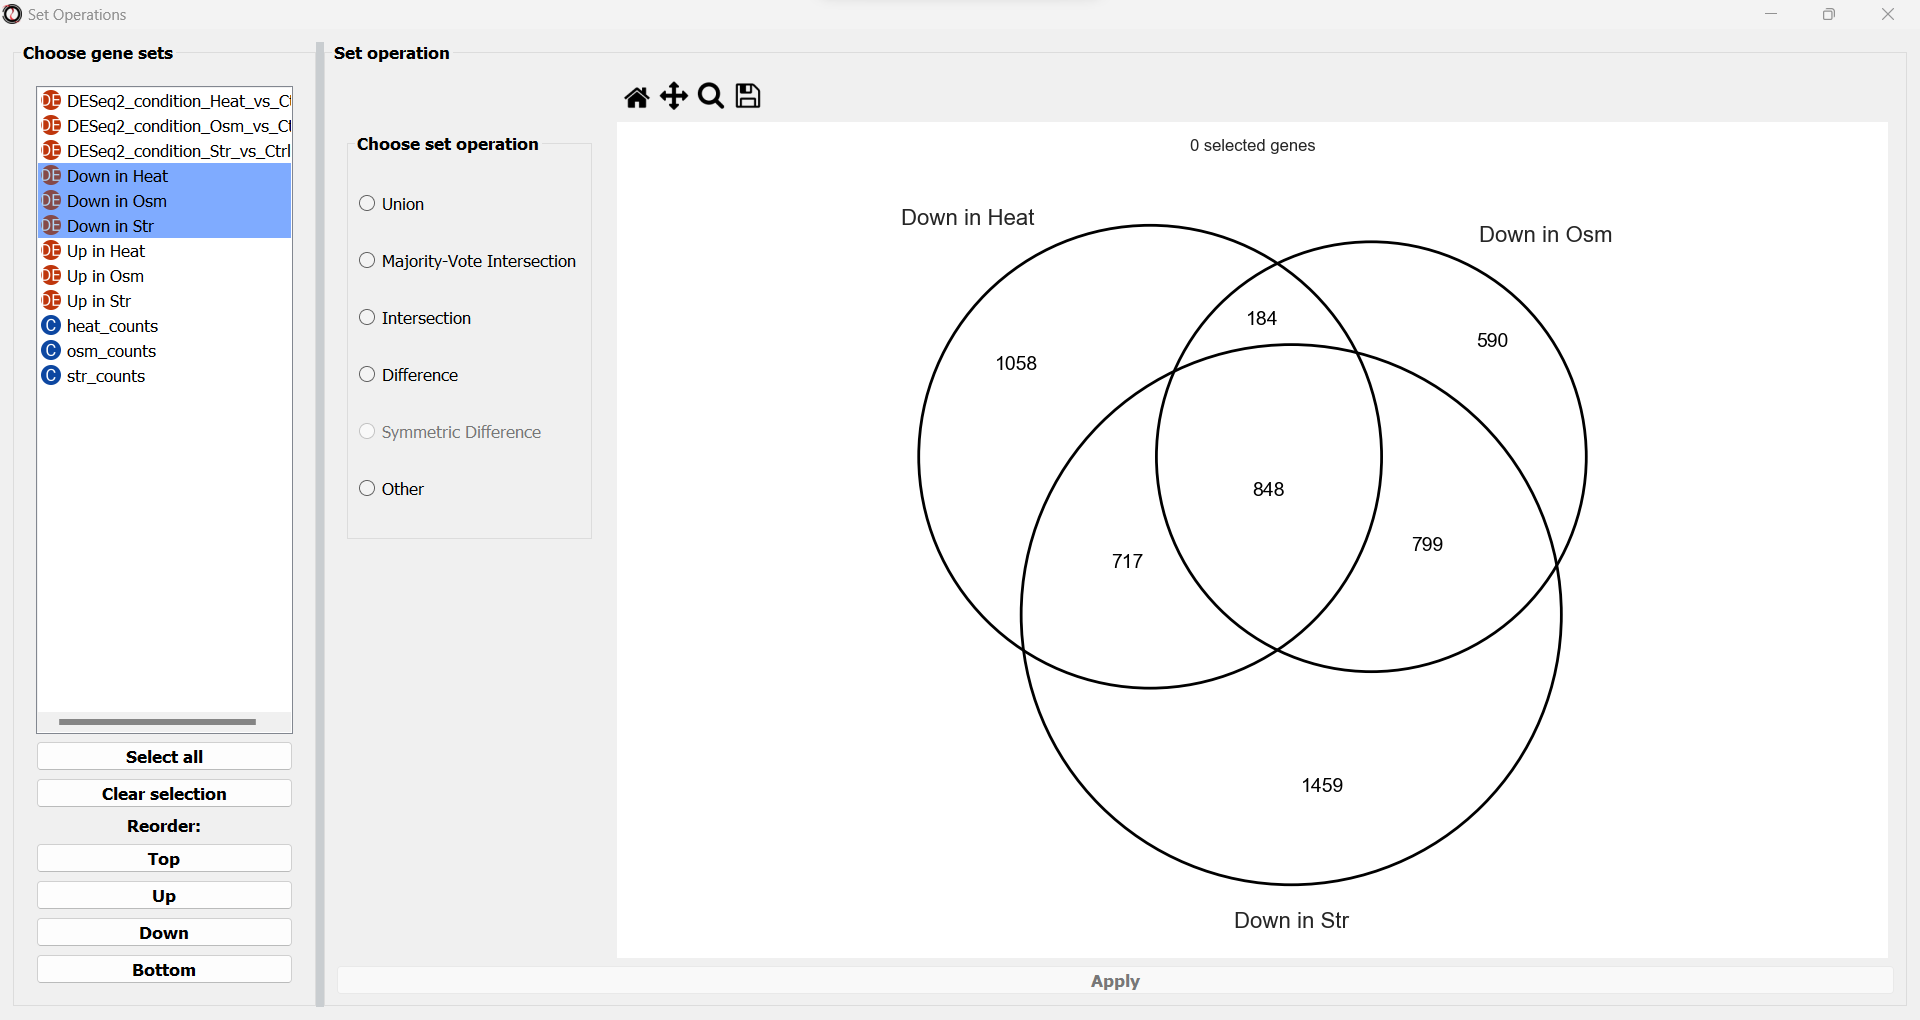 Set Operations
Choose gene sets
DESeq2_condition_Heat_vs_Ct
DESeq2_condition_Osm_vs_Ct
DESeq2_condition_Str_vs_Ctrl
Down in Heat
Down in Osm
Down in Str
Up in Heat
Up in Osm
Up in Str
heat_counts
osm_counts
str_counts
DE
DE
DE
DE
DE
DE
DE
DE
DE
C
C
C
Select all
Clear selection
Reorder:
Top
Up
Down
Bottom
Set operation
Choose set operation
Union
Majority-Vote Intersection
Intersection
Difference
Symmetric Difference
Other
0 selected genes
Down in Heat
Down in Osm
184
590
1058
848
799
717
1459
Down in Str
Apply